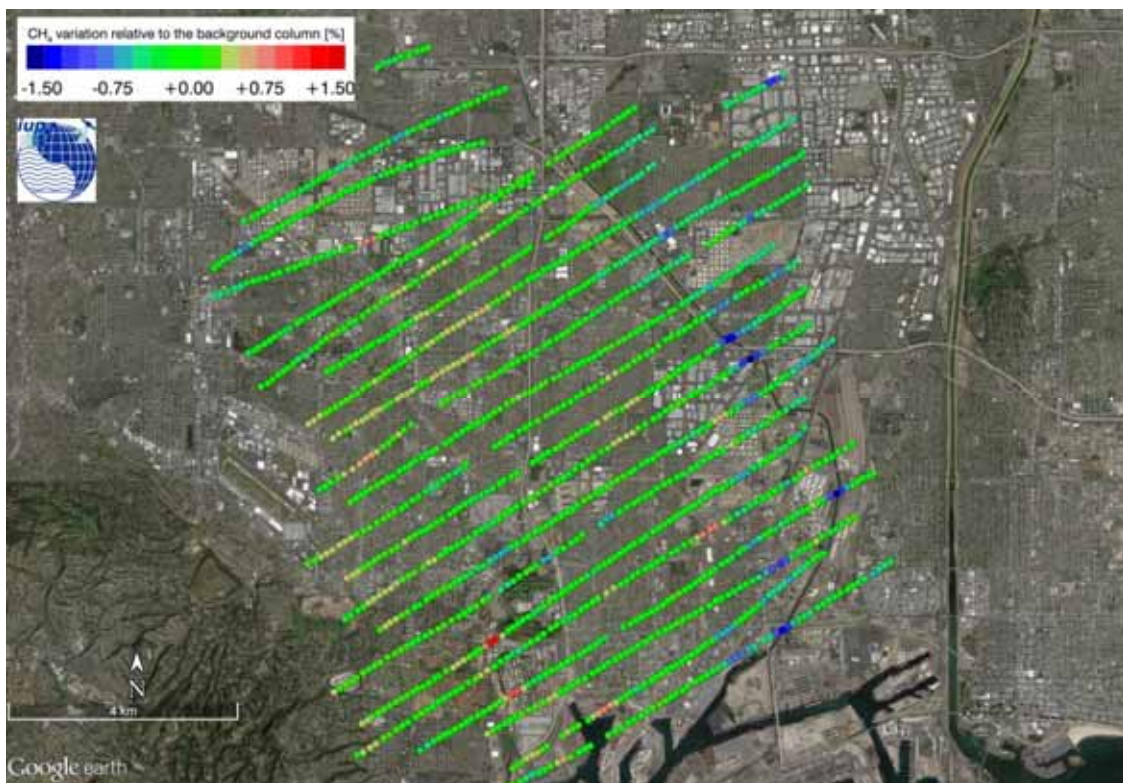 CH₄ variation relative to the background column [%]
-1.50 -0.75 +0.00 +0.75 +1.50
iup
N
4 km
Google earth